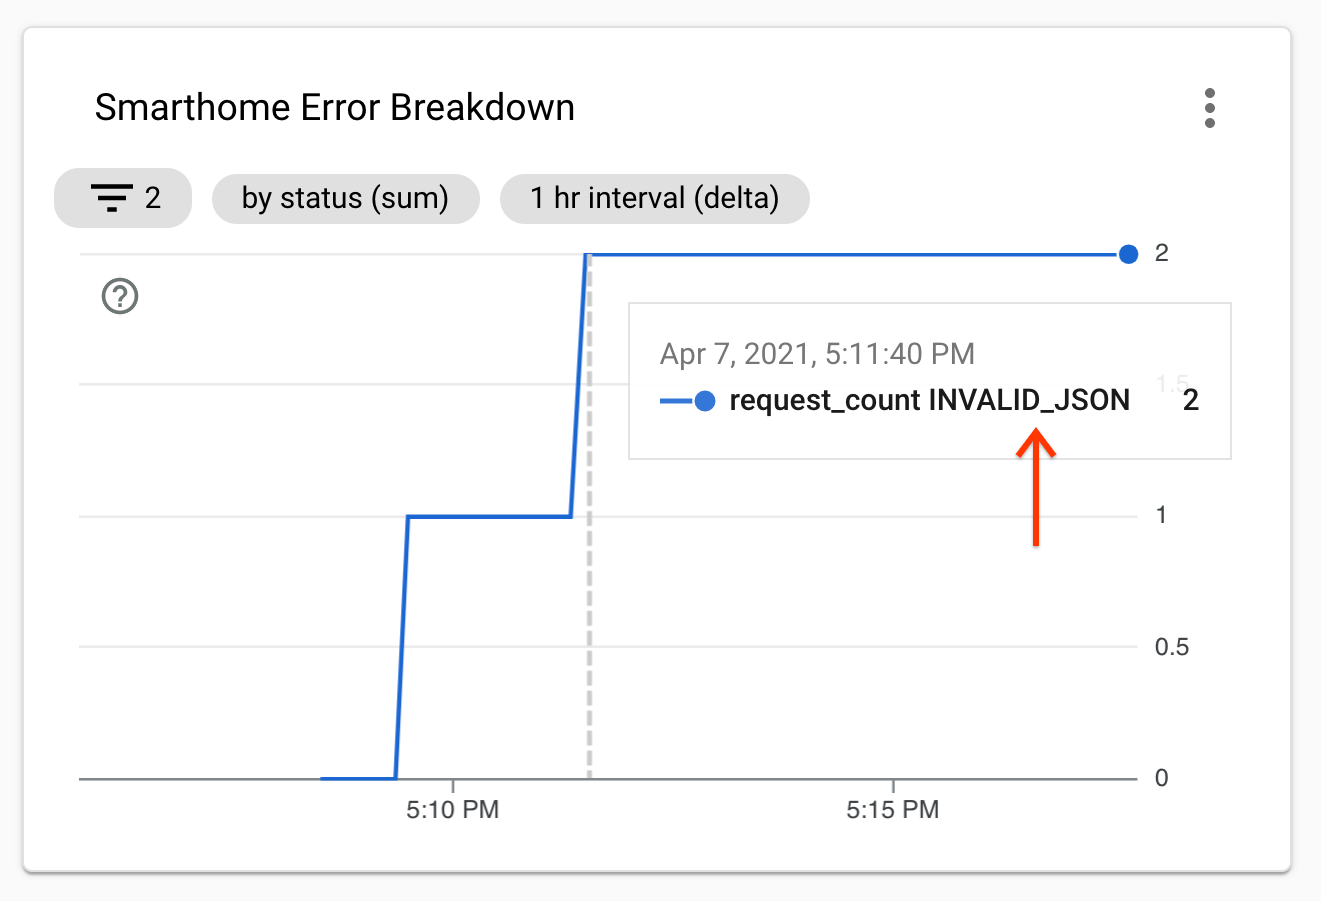 Smarthome Error Breakdown
2
by status (sum)
1 hr interval (delta)
2
Apr 7, 2021, 5:11:40 PM
1.5
request_count INVALID_JSON 2
1
0.5
0
5:10 PM
5:15 PM